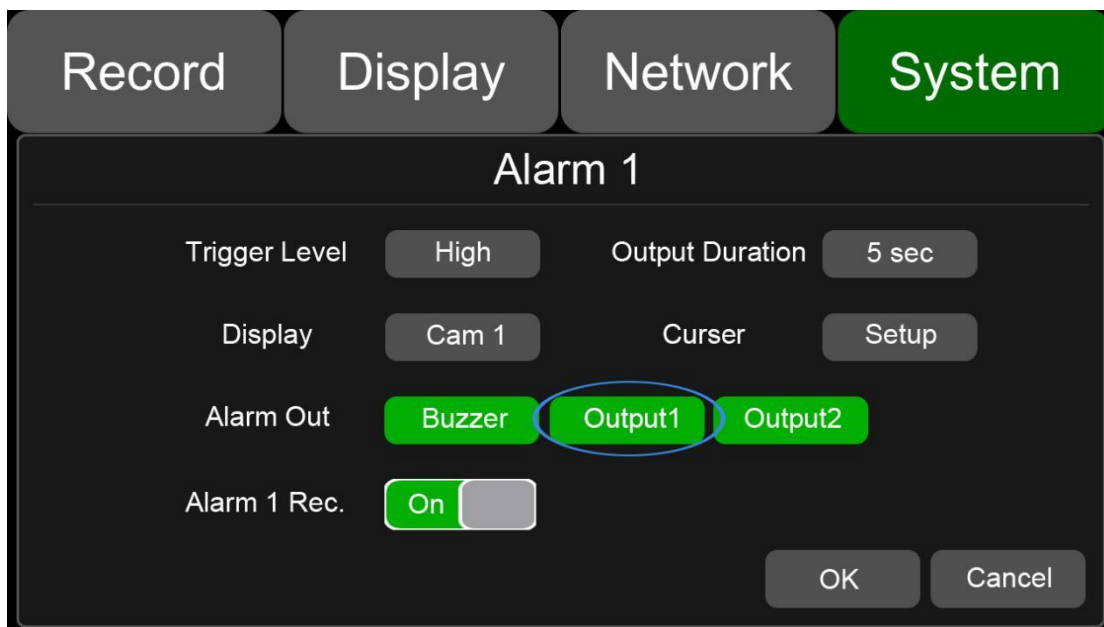 Record Display Network System
Alarm 1
Trigger Level High Output Duration 5 sec
Display Cam 1 Curser Setup
Alarm Out Buzzer Output1 Output2
Alarm 1 Rec. On
OK Cancel